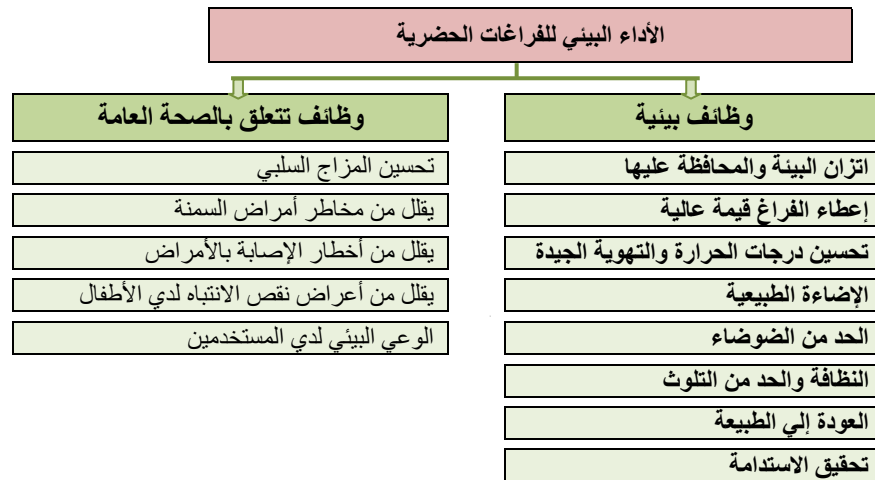 الأداء البيئي للفراغات الحضرية
وظائف بيئية
اتزان البيئة والمحافظة عليها
إعطاء الفراغ قيمة عالية
تحسين درجات الحرارة والتهوية الجيدة
الإضاءة الطبيعية
الحد من الضوضاء
النظافة والحد من التلوث
العودة إلي الطبيعة
تحقيق الاستدامة
وظائف تتعلق بالصحة العامة
تحسين المزاج السلبي
يقلل من مخاطر أمراض السمنة
يقلل من أخطار الإصابة بالأمراض
يقلل من أعراض نقص الانتباه لدي الأطفال
الوعي البيئي لدي المستخدمين